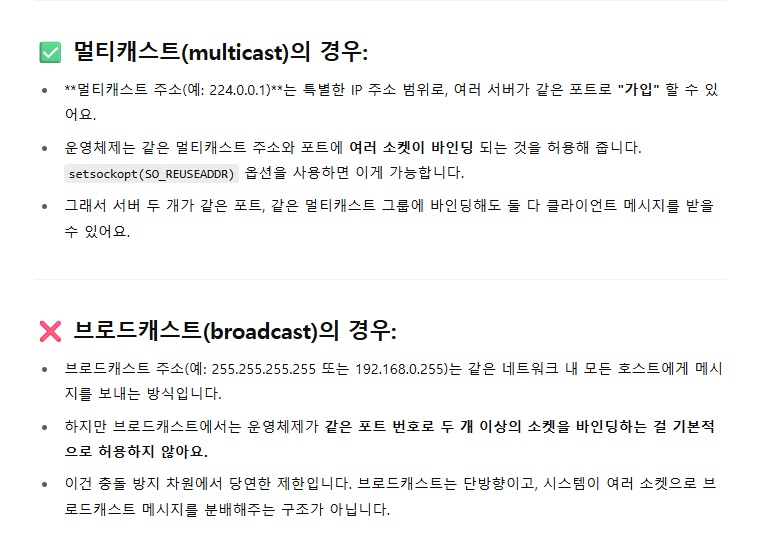 ✅ 멀티캐스트(multicast)의 경우:
• **멀티캐스트 주소(예: 224.0.0.1)**는 특별한 IP 주소 범위로, 여러 서버가 같은 포트로 "가입" 할 수 있
어요.
• 운영체제는 같은 멀티캐스트 주소와 포트에 여러 소켓이 바인딩 되는 것을 허용해 줍니다.
setsockopt(SO_REUSEADDR) 옵션을 사용하면 이게 가능합니다.
• 그래서 서버 두 개가 같은 포트, 같은 멀티캐스트 그룹에 바인딩해도 둘 다 클라이언트 메시지를 받을
수 있어요.
❌ 브로드캐스트(broadcast)의 경우:
• 브로드캐스트 주소(예: 255.255.255.255 또는 192.168.0.255)는 같은 네트워크 내 모든 호스트에게 메시
지를 보내는 방식입니다.
• 하지만 브로드캐스트에서는 운영체제가 같은 포트 번호로 두 개 이상의 소켓을 바인딩하는 걸 기본적
으로 허용하지 않아요.
• 이건 충돌 방지 차원에서 당연한 제한입니다. 브로드캐스트는 단방향이고, 시스템이 여러 소켓으로 브
로드캐스트 메시지를 분배해주는 구조가 아닙니다.